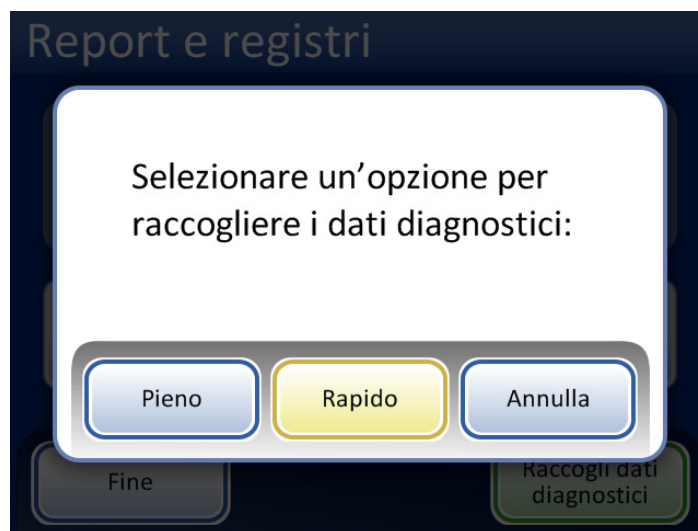 Report e registri
Selezionare un’opzione per
raccogliere i dati diagnostici:
Pieno
Rapido
Annulla
Fine
Raccogli dati
diagnostici